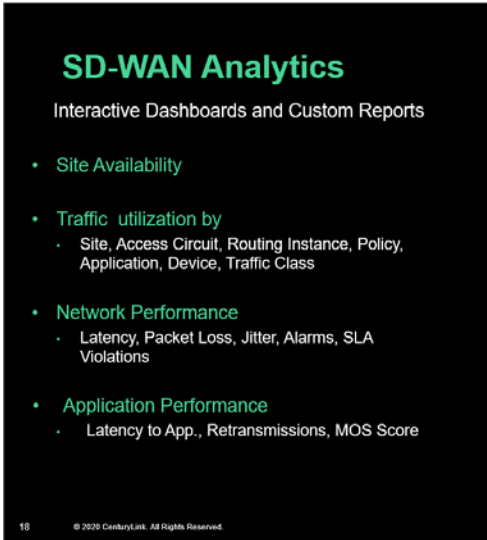 SD-WAN Analytics
Interactive Dashboards and Custom Reports
• Site Availability
• Traffic utilization by
• Site, Access Circuit, Routing Instance, Policy,
Application, Device, Traffic Class
• Network Performance
• Latency, Packet Loss, Jitter, Alarms, SLA
Violations
• Application Performance
• Latency to App., Retransmissions, MOS Score
18 © 2020 CenturyLink. All Rights Reserved.